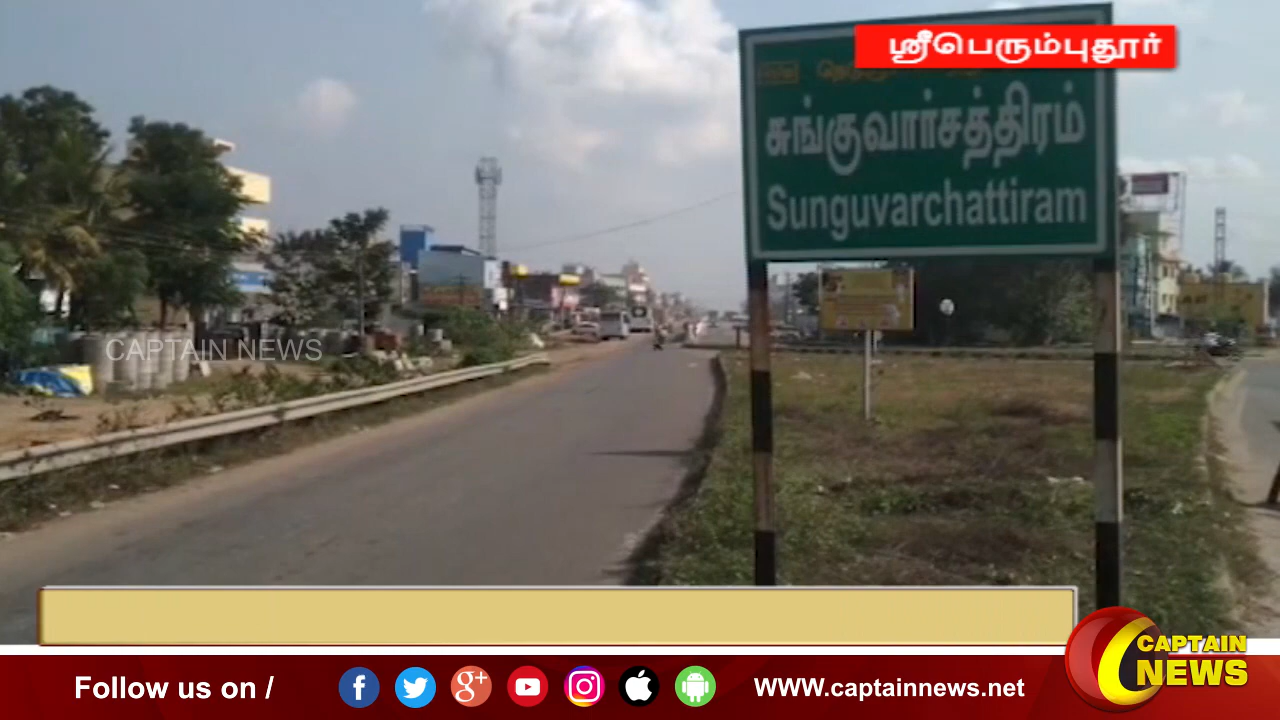 ஸ்ரீபெரும்புதூர்
சுங்குவார்சத்திரம்
Sunguvarchattiram
CAPTAIN NEWS
CAPTAIN
NEWS
Follow us on /
WWW.captainnews.net